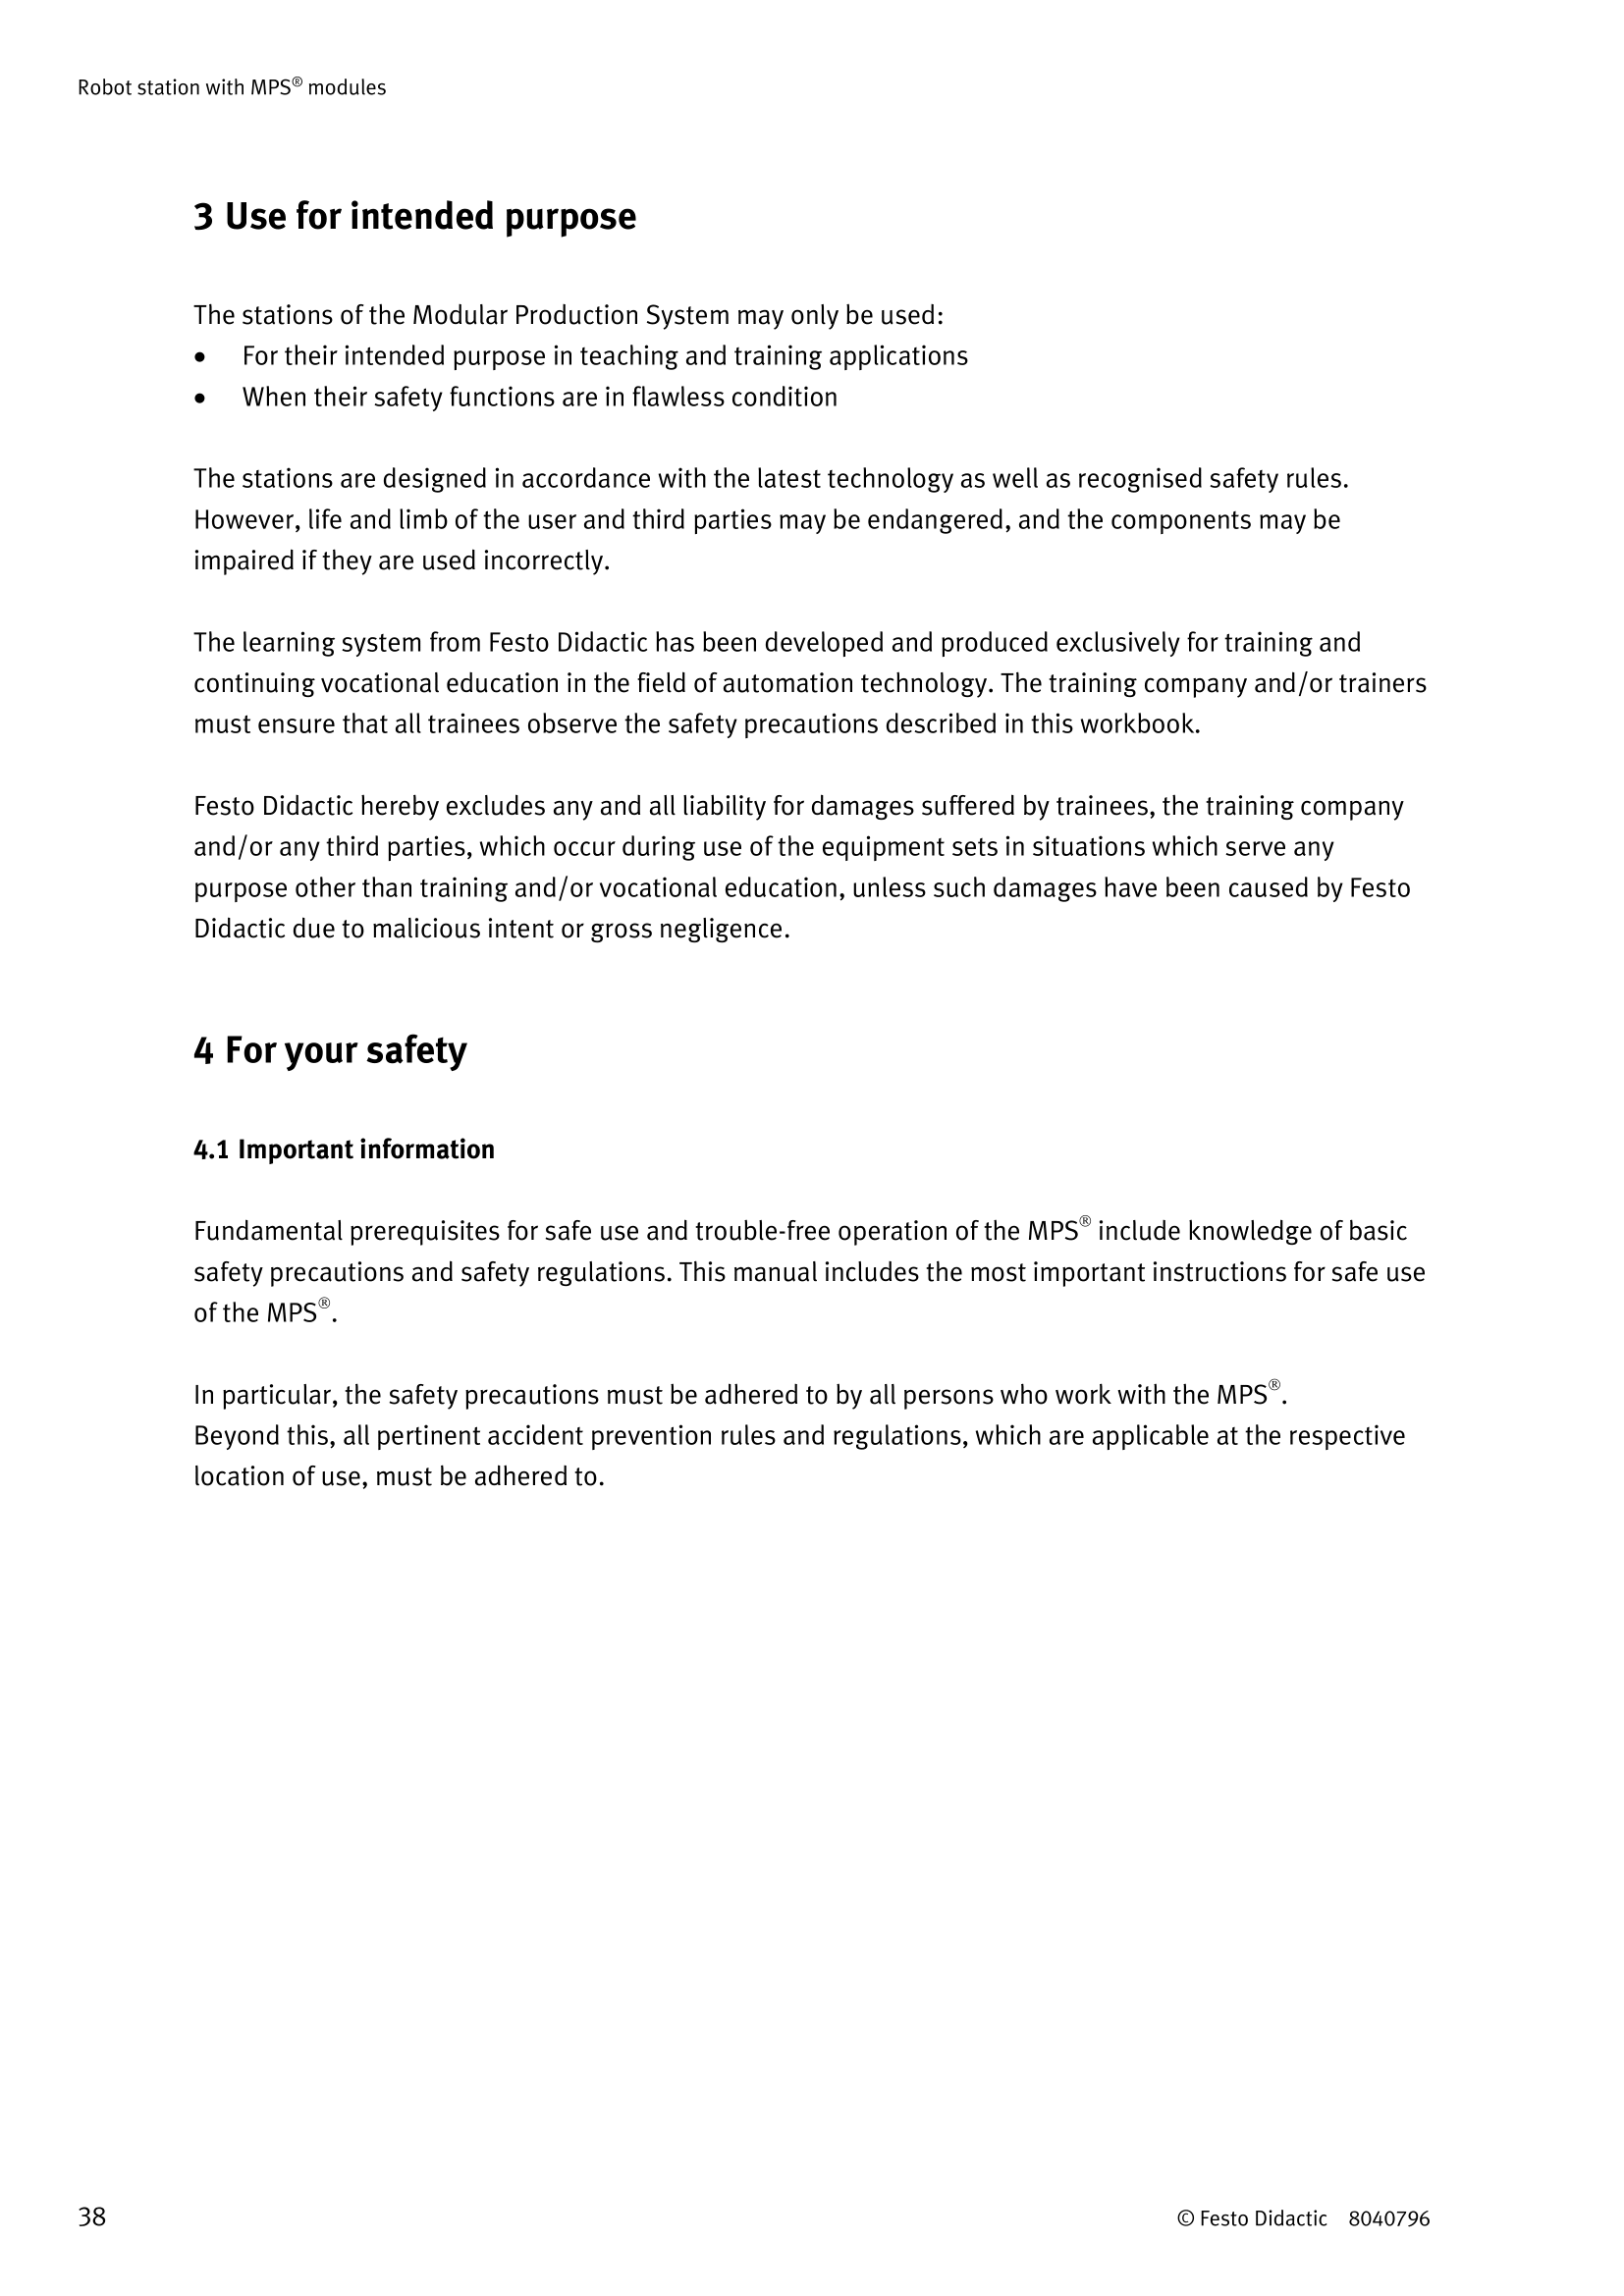 Robot station with MPS® modules
3 Use for intended purpose
The stations of the Modular Production System may only be used:
• For their intended purpose in teaching and training applications
• When their safety functions are in flawless condition
The stations are designed in accordance with the latest technology as well as recognised safety rules.
However, life and limb of the user and third parties may be endangered, and the components may be
impaired if they are used incorrectly.
The learning system from Festo Didactic has been developed and produced exclusively for training and
continuing vocational education in the field of automation technology. The training company and/or trainers
must ensure that all trainees observe the safety precautions described in this workbook.
Festo Didactic hereby excludes any and all liability for damages suffered by trainees, the training company
and/or any third parties, which occur during use of the equipment sets in situations which serve any
purpose other than training and/or vocational education, unless such damages have been caused by Festo
Didactic due to malicious intent or gross negligence.
4 For your safety
4.1 Important information
Fundamental prerequisites for safe use and trouble-free operation of the MPS® include knowledge of basic
safety precautions and safety regulations. This manual includes the most important instructions for safe use
of the MPS®.
In particular, the safety precautions must be adhered to by all persons who work with the MPS®.
Beyond this, all pertinent accident prevention rules and regulations, which are applicable at the respective
location of use, must be adhered to.
38 © Festo Didactic 8040796